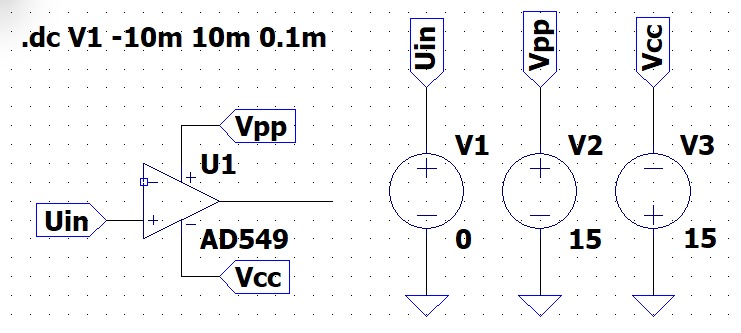 .dc V1 -10m 10m 0.1m
Uin
Vpp
Vcc
Vpp
U1
V1
V2
V3
Uin
AD549
0
15
15
Vcc